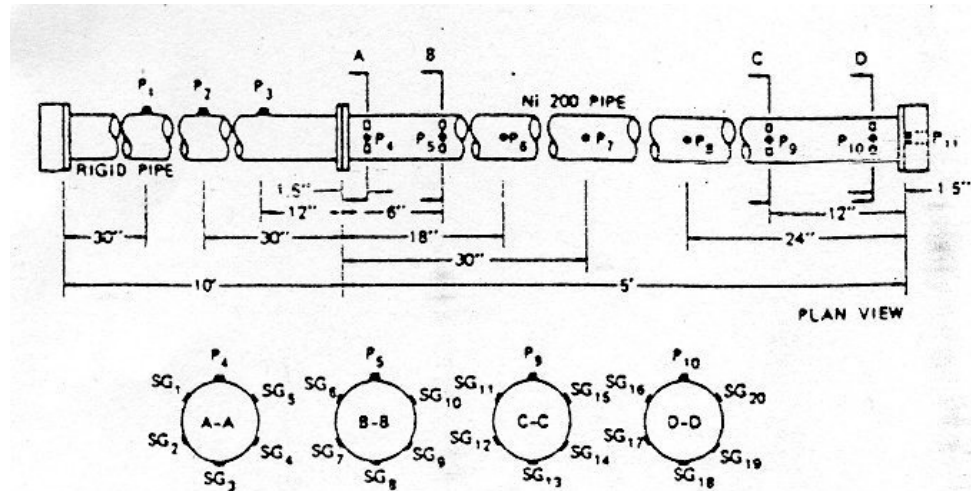 A B C D
P1 P2 P3 Ni 200 PIPE
P4 P5 P6 P7 P8 P9 P10 P11
RIGID PIPE
1.5" 1.5"
12" 6" 12"
30" 30" 18" 24"
30"
10' 5'
PLAN VIEW
P4 P5 P9 P10
SG1 SG5 SG6 SG10 SG11 SG15 SG16 SG20
A-A B-B C-C D-D
SG2 SG4 SG7 SG9 SG12 SG14 SG17 SG19
SG3 SG8 SG13 SG18